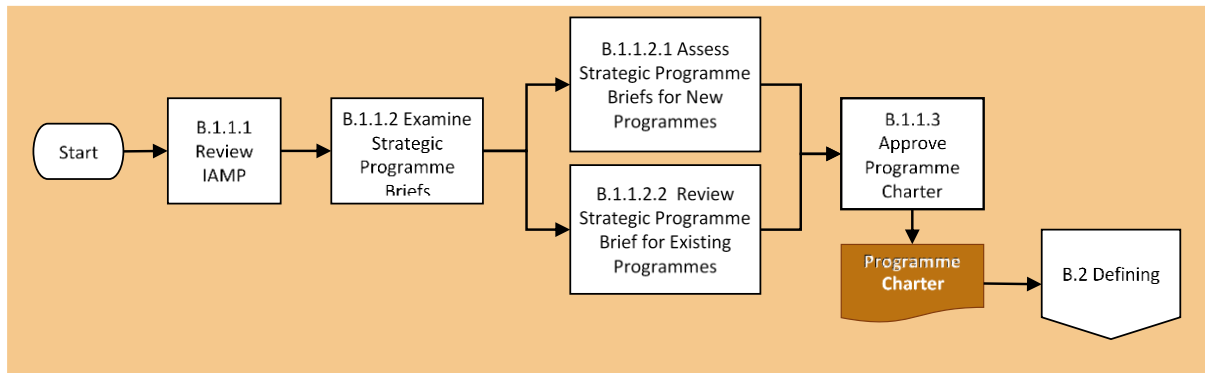 Start
B.1.1.1
Review
IAMP
B.1.1.2 Examine
Strategic
Programme
Briefs
B.1.1.2.1 Assess
Strategic Programme
Briefs for New
Programmes
B.1.1.2.2 Review
Strategic Programme
Brief for Existing
Programmes
B.1.1.3
Approve
Programme
Charter
Programme
Charter
B.2 Defining